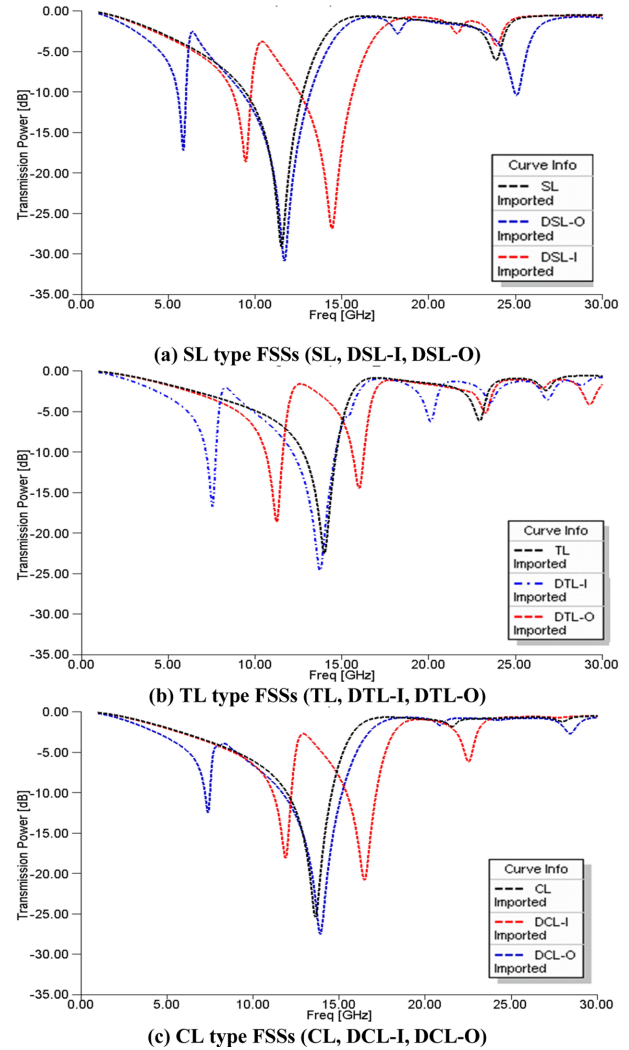 0.00
-5.00
-10.00
-15.00
-20.00
-25.00
-30.00
-35.00
Transmission Power [dB]
Curve Info
SL
Imported
DSL-O
Imported
DSL-I
Imported
0.00 5.00 10.00 15.00 20.00 25.00 30.00
Freq [GHz]
(a) SL type FSSs (SL, DSL-I, DSL-O)
0.00
-5.00
-10.00
-15.00
-20.00
-25.00
-30.00
-35.00
Transmission Power [dB]
Curve Info
TL
Imported
DTL-I
Imported
DTL-O
Imported
0.00 5.00 10.00 15.00 20.00 25.00 30.00
Freq [GHz]
(b) TL type FSSs (TL, DTL-I, DTL-O)
0.00
-5.00
-10.00
-15.00
-20.00
-25.00
-30.00
-35.00
Transmission Power [dB]
Curve Info
CL
Imported
DCL-I
Imported
DCL-O
Imported
0.00 5.00 10.00 15.00 20.00 25.00 30.00
Freq [GHz]
(c) CL type FSSs (CL, DCL-I, DCL-O)